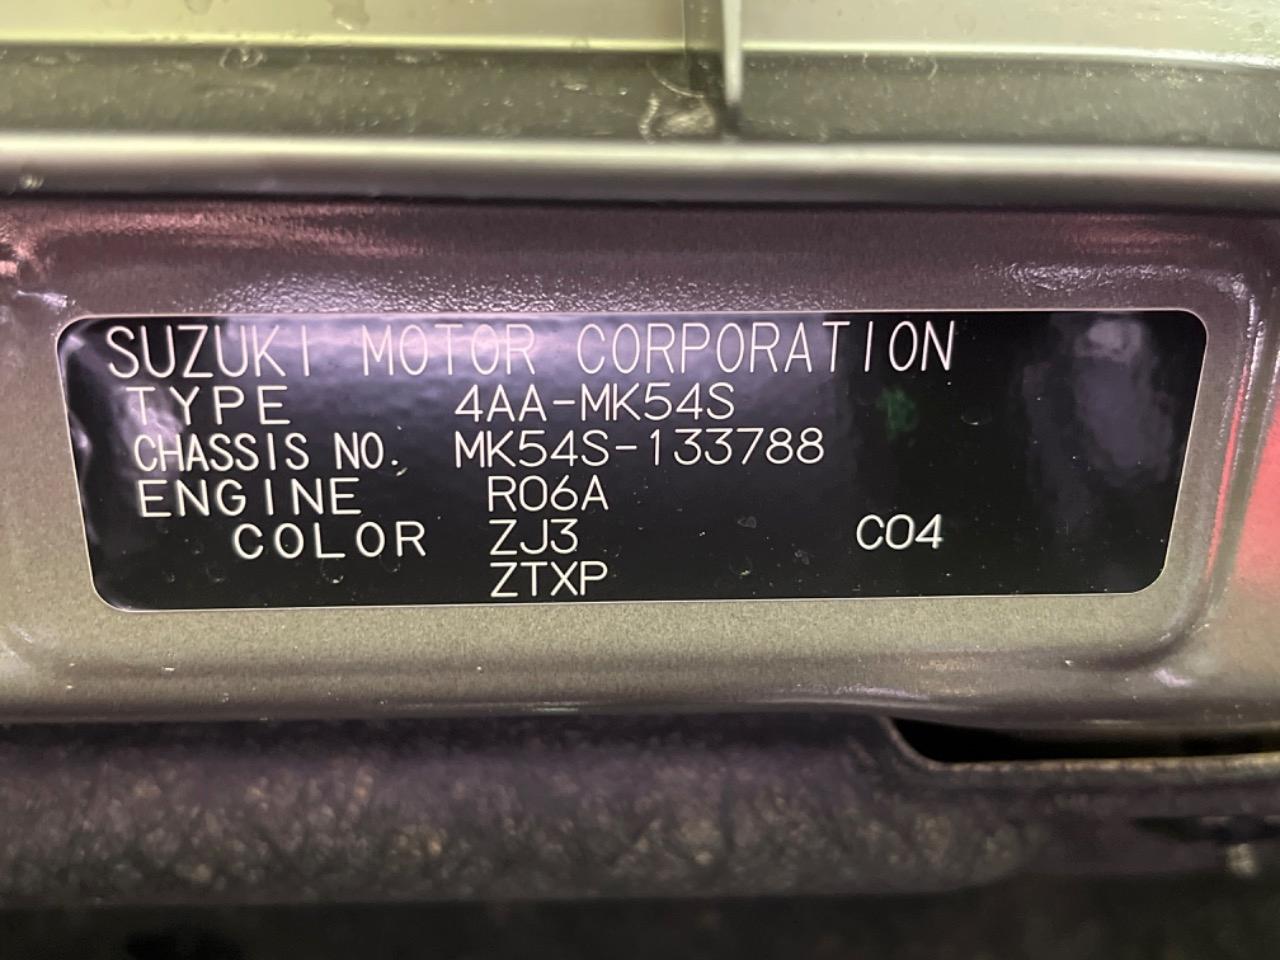 SUZUKI MOTOR CORPORATION
TYPE 4AA-MK54S
CHASSIS NO. MK54S-133788
ENGINE R06A
COLOR ZJ3 C04
ZTXP